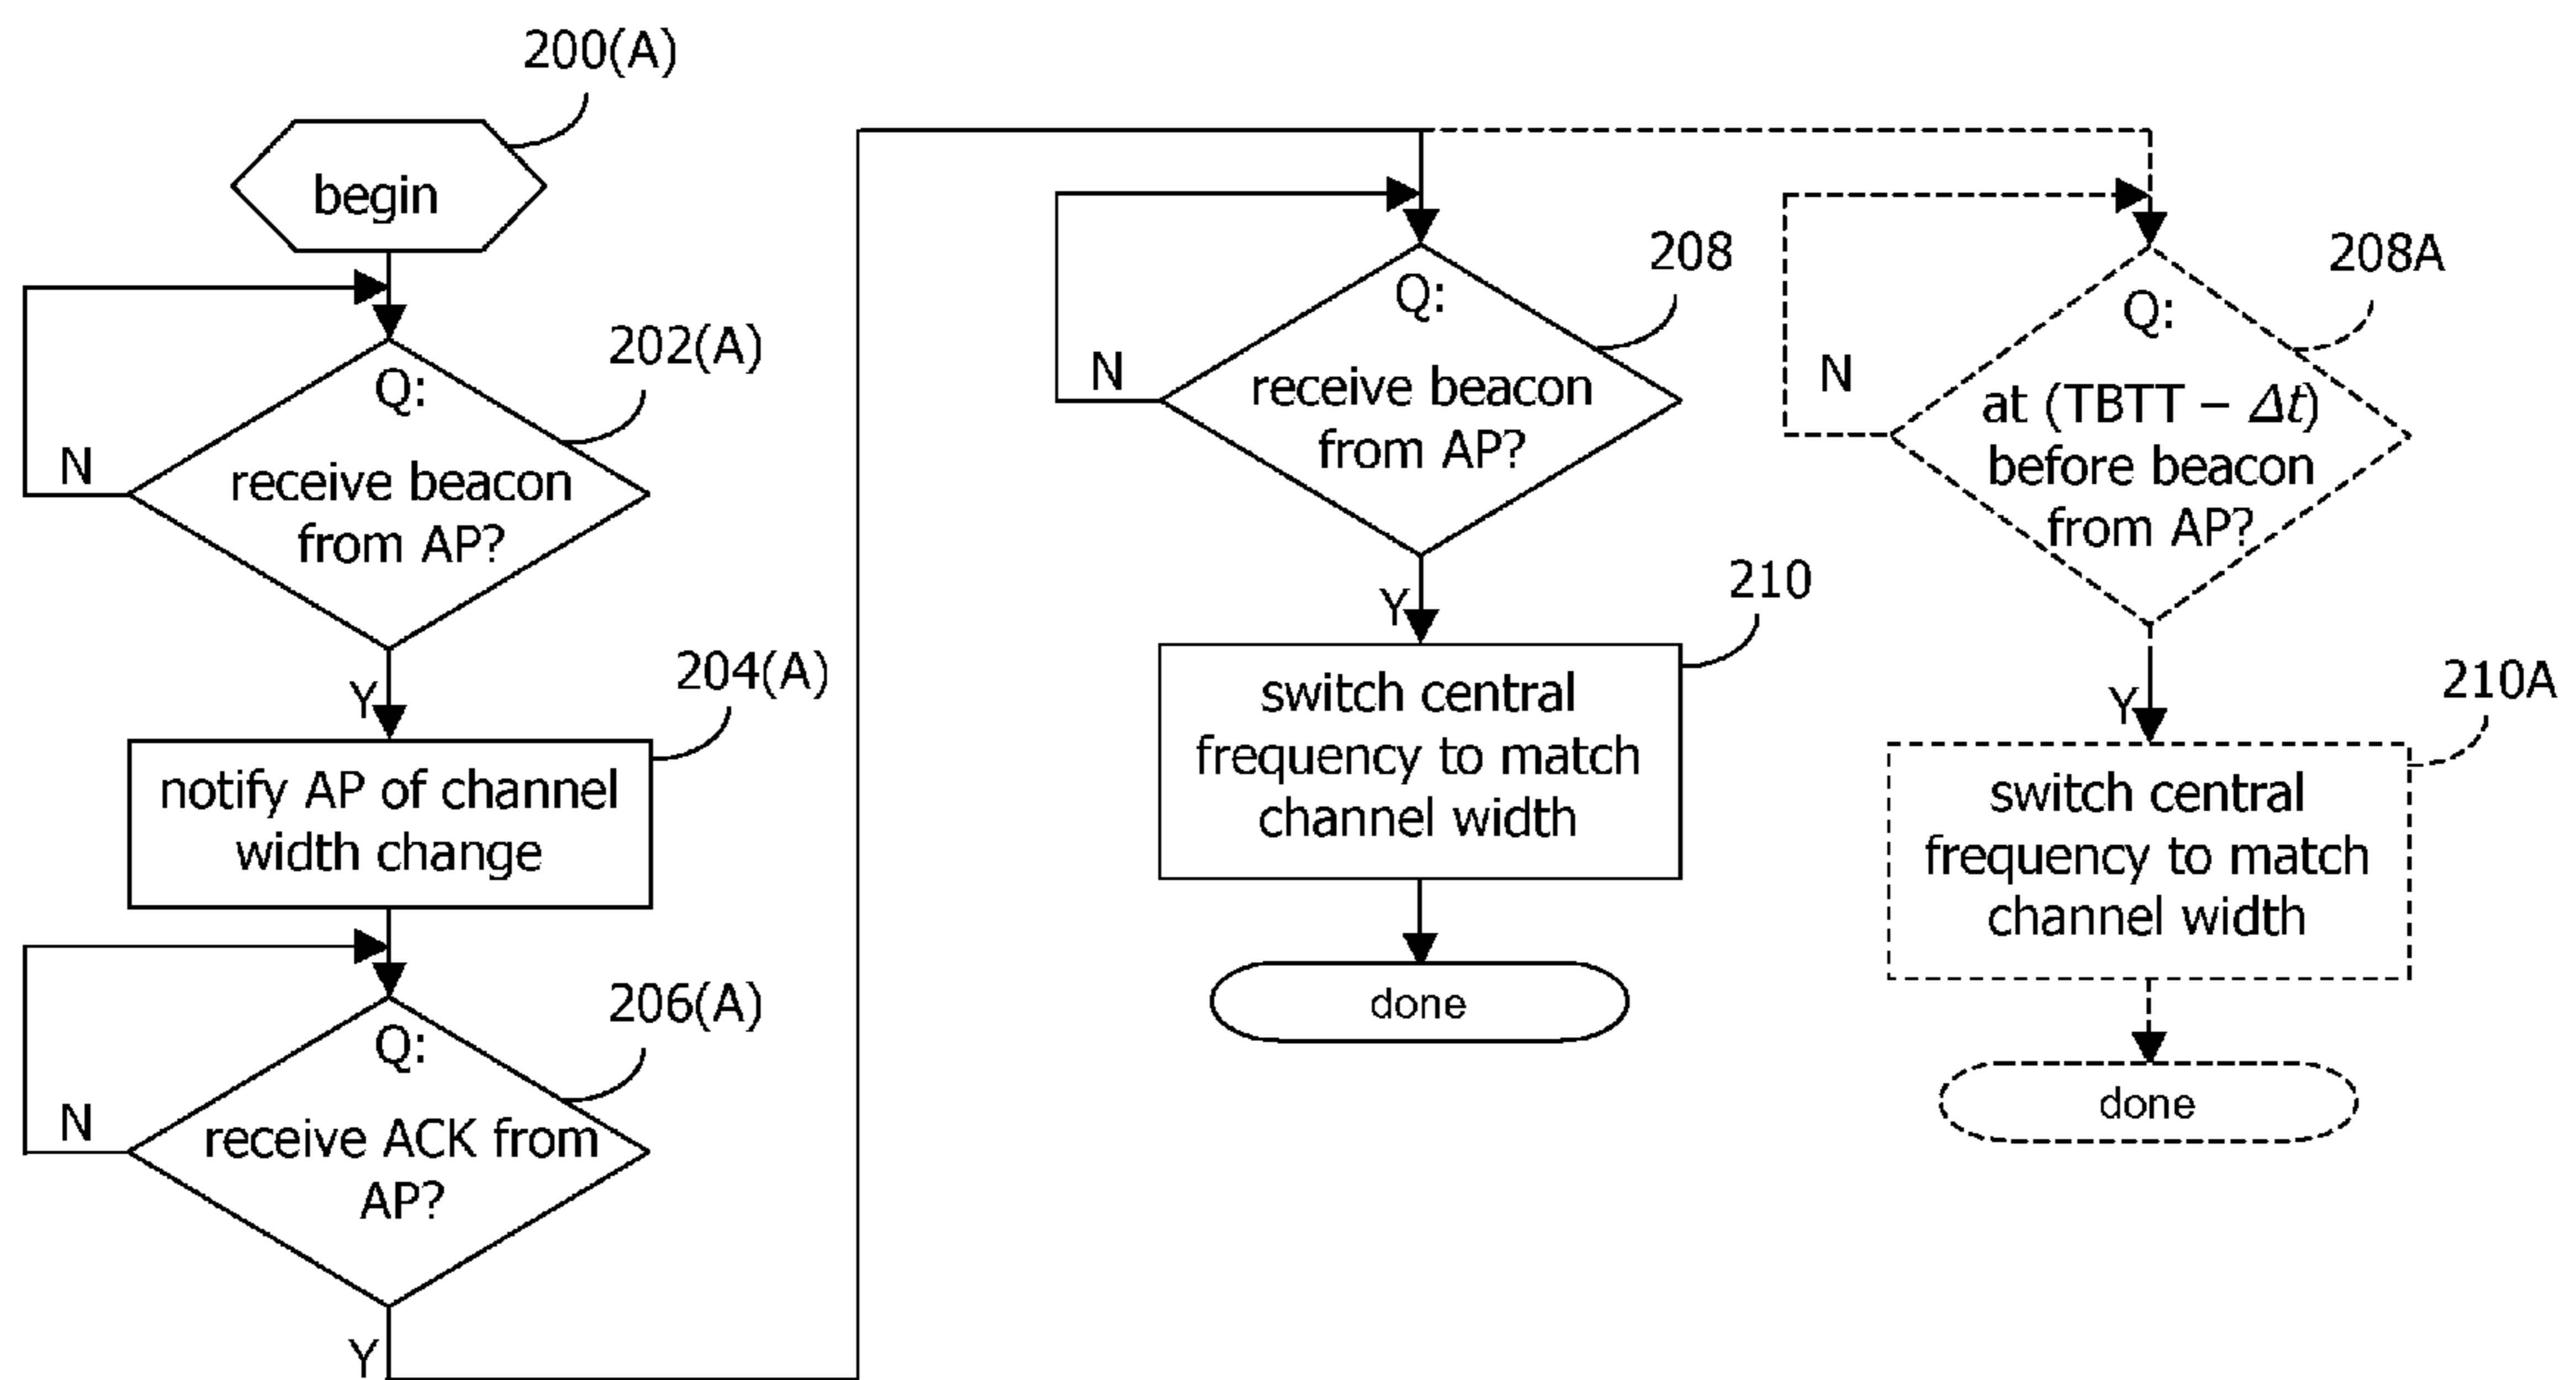 200(A)
begin
202(A)
Q:
receive beacon
from AP?
N
Y
204(A)
notify AP of channel
width change
206(A)
Q:
receive ACK from
AP?
N
Y
208
Q:
receive beacon
from AP?
N
Y
210
switch central
frequency to match
channel width
done
208A
Q:
at (TBTT – Δt)
before beacon
from AP?
N
Y
210A
switch central
frequency to match
channel width
done